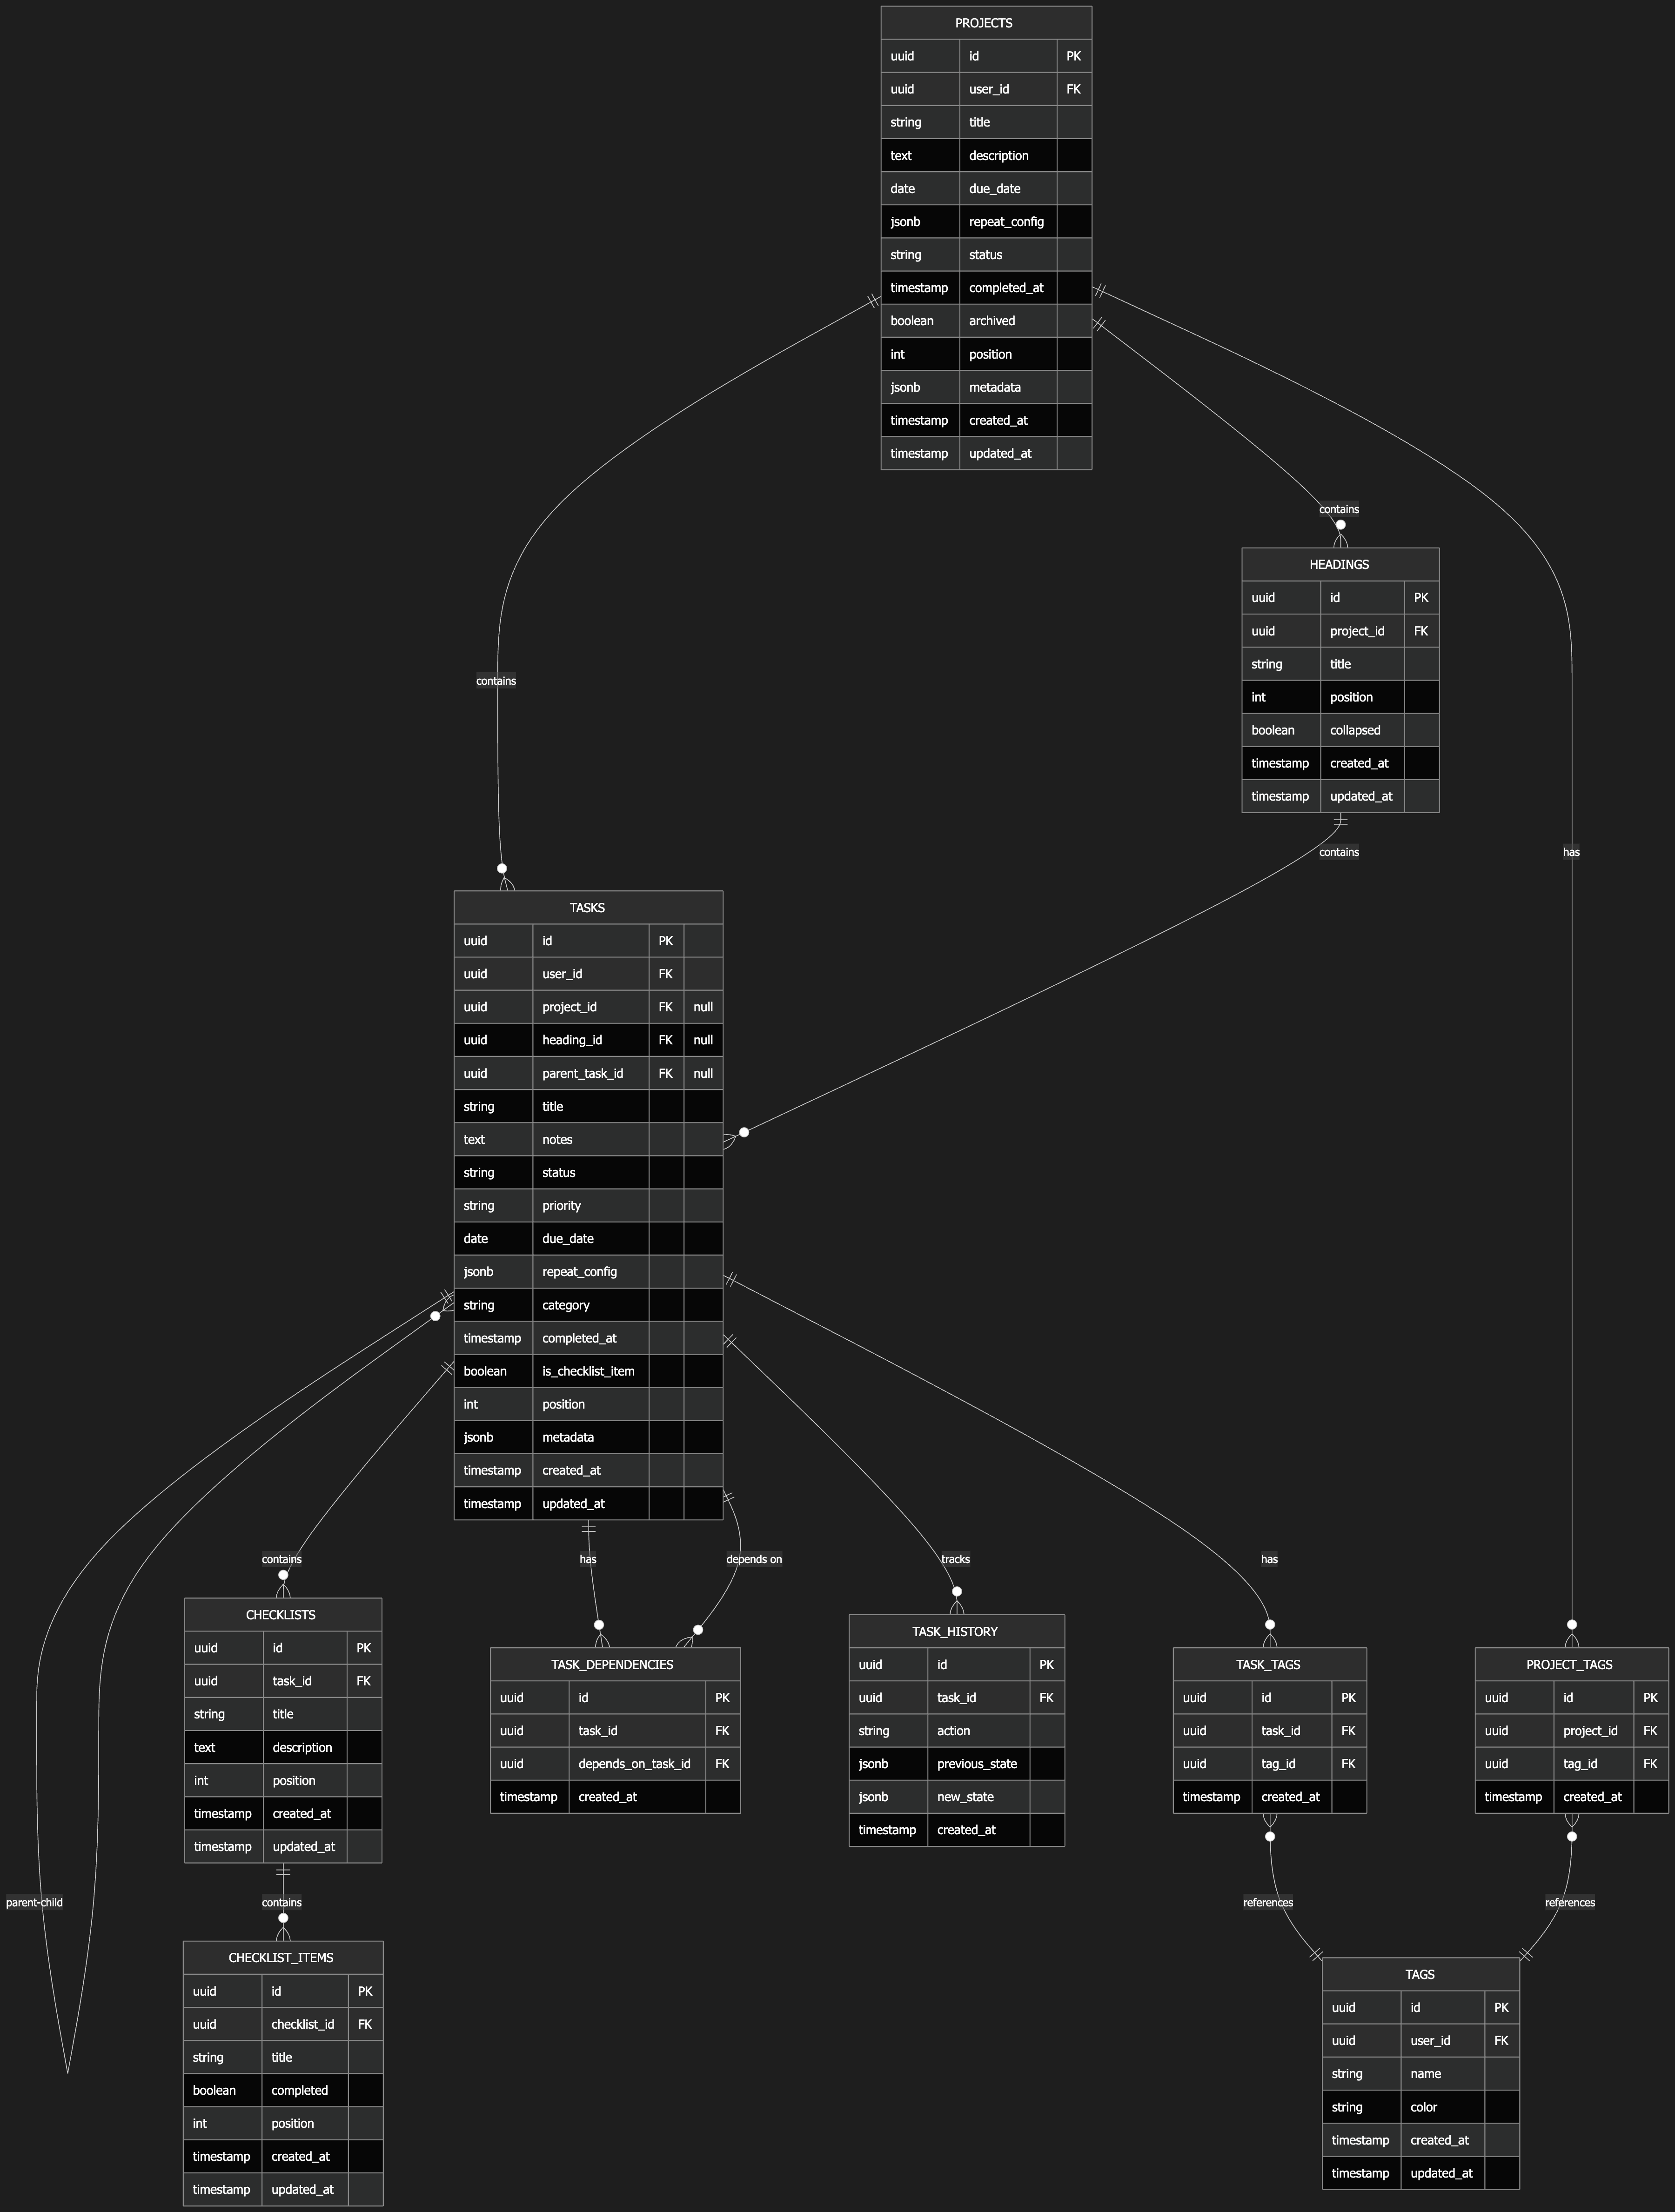 PROJECTS
uuid id PK
uuid user_id FK
string title
text description
date due_date
jsonb repeat_config
string status
timestamp completed_at
boolean archived
int position
jsonb metadata
timestamp created_at
timestamp updated_at
contains
HEADINGS
uuid id PK
uuid project_id FK
string title
int position
boolean collapsed
timestamp created_at
timestamp updated_at
contains
contains
has
TASKS
uuid id PK
uuid user_id FK
uuid project_id FK null
uuid heading_id FK null
uuid parent_task_id FK null
string title
text notes
string status
string priority
date due_date
jsonb repeat_config
string category
timestamp completed_at
boolean is_checklist_item
int position
jsonb metadata
timestamp created_at
timestamp updated_at
contains
has
depends on
tracks
has
CHECKLISTS
uuid id PK
uuid task_id FK
string title
text description
int position
timestamp created_at
timestamp updated_at
TASK_DEPENDENCIES
uuid id PK
uuid task_id FK
uuid depends_on_task_id FK
timestamp created_at
TASK_HISTORY
uuid id PK
uuid task_id FK
string action
jsonb previous_state
jsonb new_state
timestamp created_at
TASK_TAGS
uuid id PK
uuid task_id FK
uuid tag_id FK
timestamp created_at
PROJECT_TAGS
uuid id PK
uuid project_id FK
uuid tag_id FK
timestamp created_at
parent-child
contains
references
references
CHECKLIST_ITEMS
uuid id PK
uuid checklist_id FK
string title
boolean completed
int position
timestamp created_at
timestamp updated_at
TAGS
uuid id PK
uuid user_id FK
string name
string color
timestamp created_at
timestamp updated_at